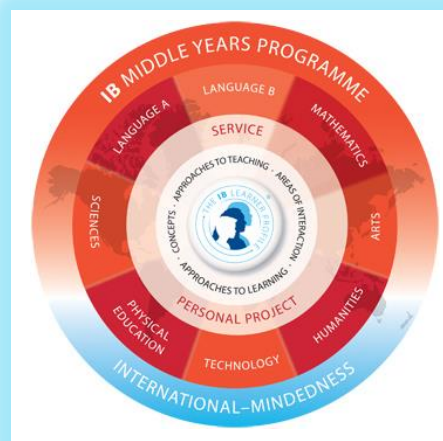 IB MIDDLE YEARS PROGRAMME
LANGUAGE A
LANGUAGE B
MATHEMATICS
SERVICE
SCIENCES
ARTS
APPROACHES TO TEACHING · AREAS OF INTERACTION · APPROACHES TO LEARNING · CONCEPTS ·
THE IB LEARNER PROFILE
PERSONAL PROJECT
PHYSICAL
EDUCATION
TECHNOLOGY
HUMANITIES
INTERNATIONAL–MINDEDNESS